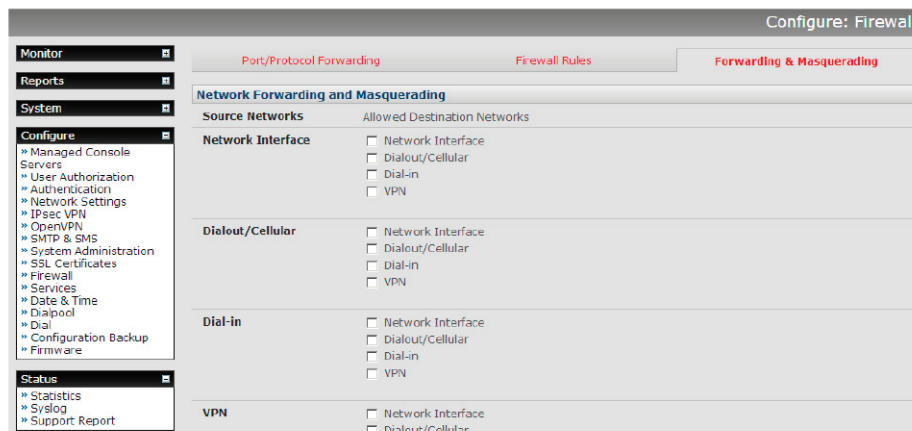 Configure: Firewal
Monitor
Reports
System
Configure
» Managed Console
Servers
» User Authorization
» Authentication
» Network Settings
» IPsec VPN
» OpenVPN
» SMTP & SMS
» System Administration
» SSL Certificates
» Firewall
» Services
» Date & Time
» Dialpool
» Dial
» Configuration Backup
» Firmware
Status
» Statistics
» Syslog
» Support Report
Port/Protocol Forwarding
Firewall Rules
Forwarding & Masquerading
Network Forwarding and Masquerading
Source Networks Allowed Destination Networks
Network Interface Network Interface
Dialout/Cellular
Dial-in
VPN
Dialout/Cellular Network Interface
Dialout/Cellular
Dial-in
VPN
Dial-in Network Interface
Dialout/Cellular
Dial-in
VPN
VPN Network Interface
Dialout/Cellular